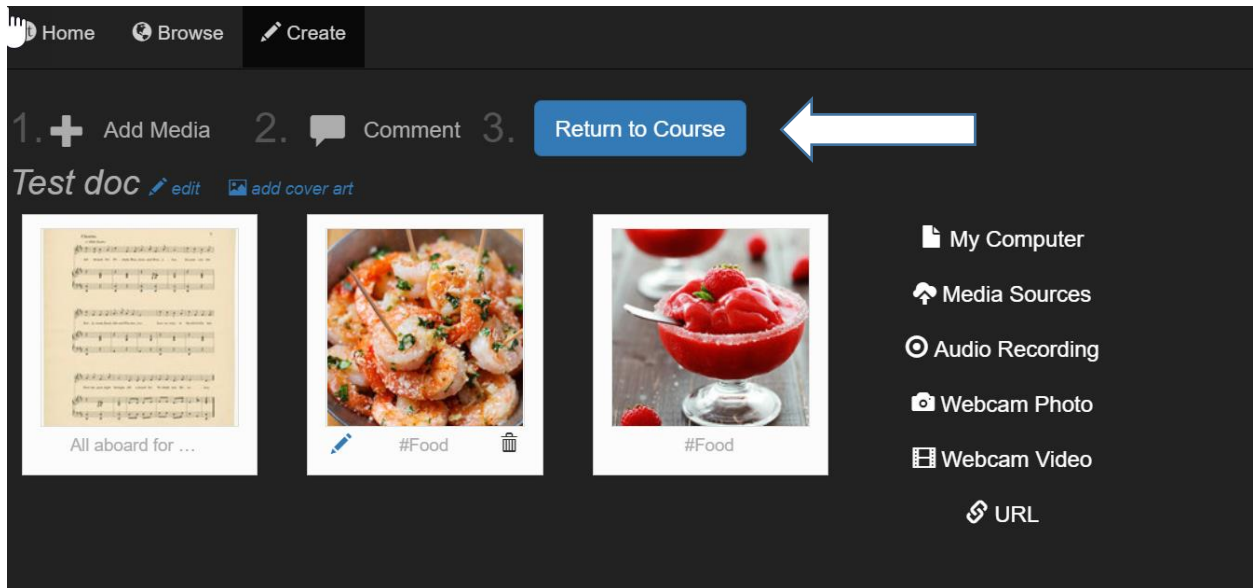 Home Browse Create
1. Add Media 2. Comment 3. Return to Course
Test doc edit add cover art
All aboard for …
#Food
#Food
My Computer
Media Sources
Audio Recording
Webcam Photo
Webcam Video
URL